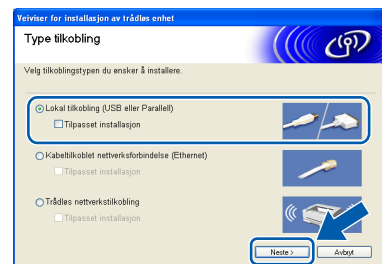 Veiviser for installasjon av trådløs enhet
Type tilkobling
Velg tilkoblingstypen du ønsker å installere.
Lokal tilkobling (USB eller Parallell)
Tilpasset installasjon
Kabeltilkoblet nettverksforbindelse (Ethernet)
Tilpasset installasjon
Trådløs nettverkstilkobling
Tilpasset installasjon
Neste >
Avbryt